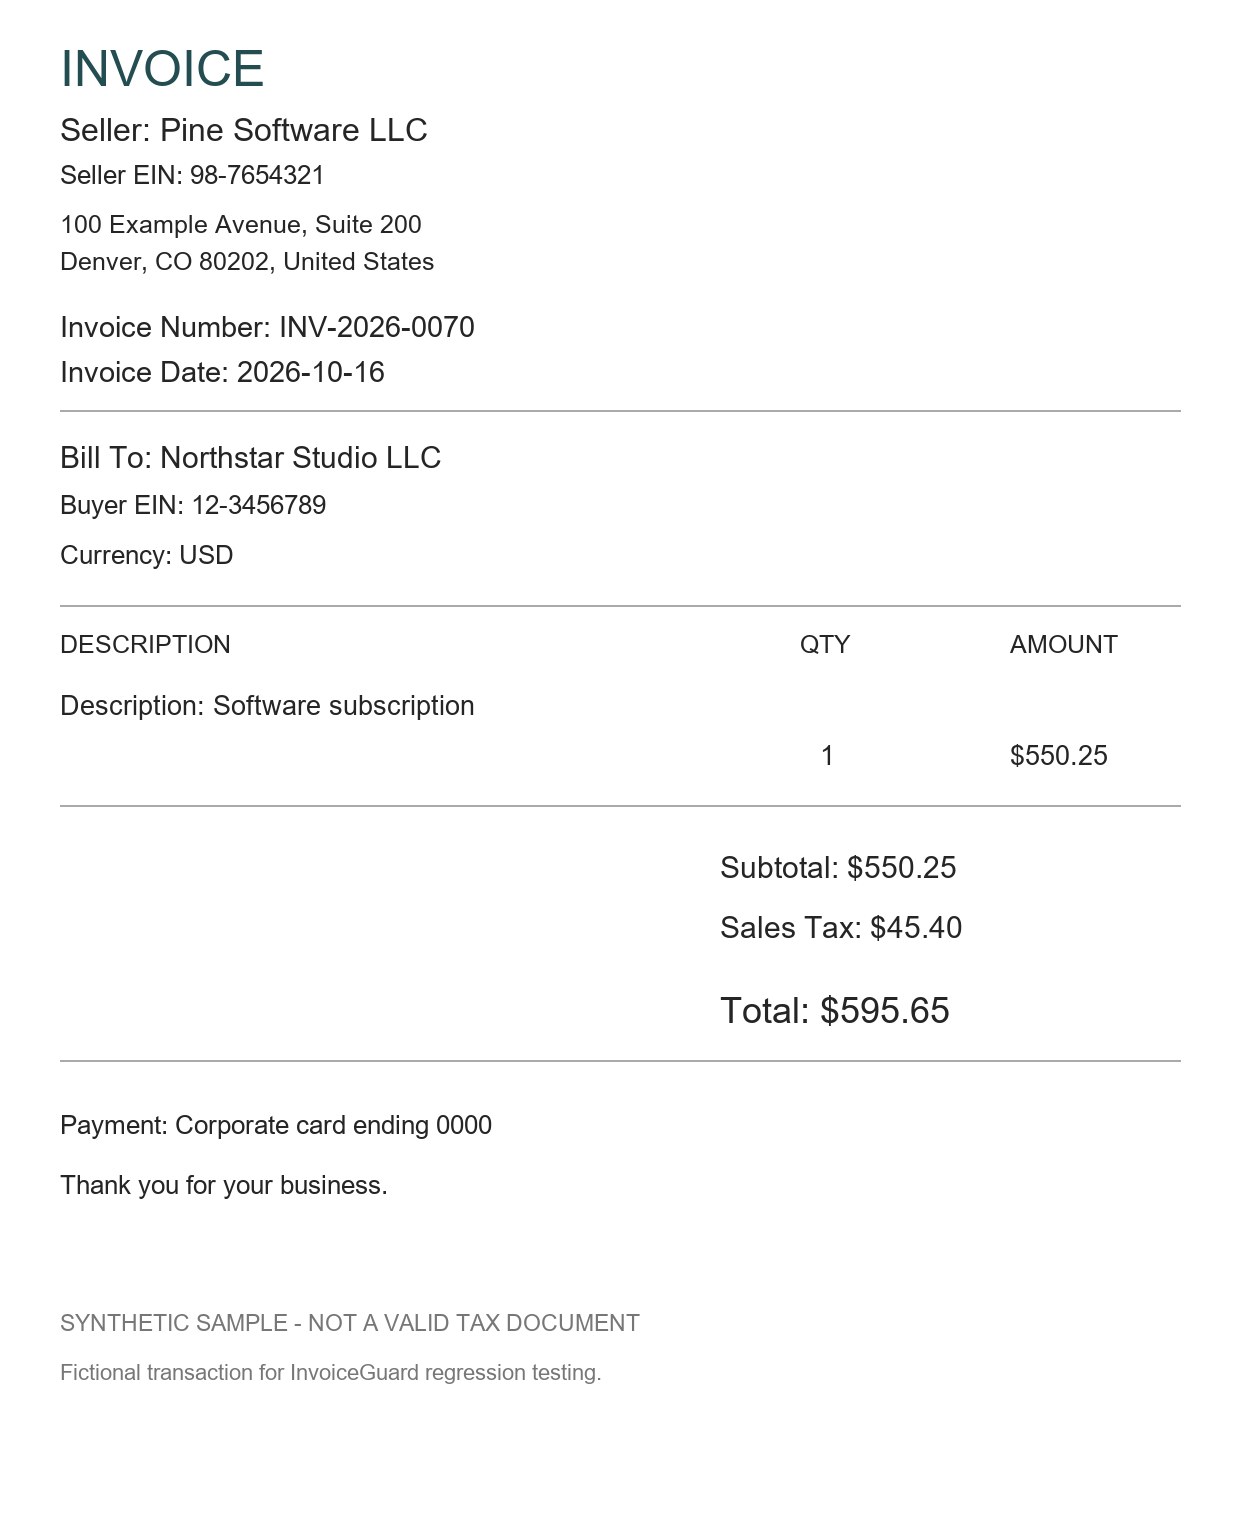 INVOICE
Seller: Pine Software LLC
Seller EIN: 98-7654321
100 Example Avenue, Suite 200
Denver, CO 80202, United States
Invoice Number: INV-2026-0070
Invoice Date: 2026-10-16
Bill To: Northstar Studio LLC
Buyer EIN: 12-3456789
Currency: USD
DESCRIPTION QTY AMOUNT
Description: Software subscription
1 $550.25
Subtotal: $550.25
Sales Tax: $45.40
Total: $595.65
Payment: Corporate card ending 0000
Thank you for your business.
SYNTHETIC SAMPLE - NOT A VALID TAX DOCUMENT
Fictional transaction for InvoiceGuard regression testing.